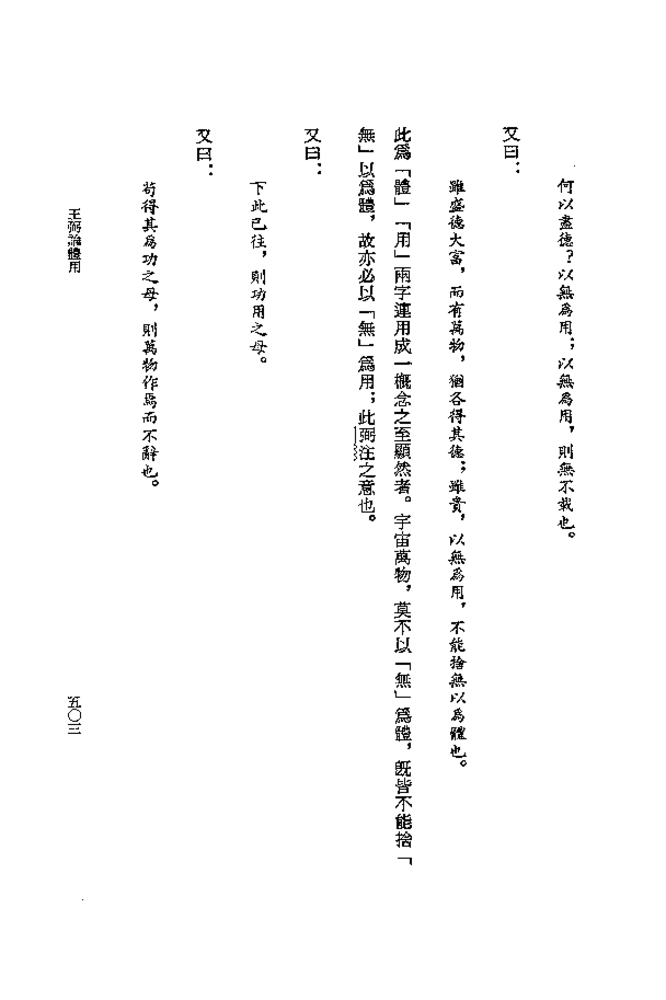 何以盡德？以無爲用；以無爲用，則無不載也。
又曰：
雖盛德大富，而有萬物，猶各得其德；雖貴，以無爲用，不能捨無以爲體也。
此爲「體」「用」兩字連用成一槪念之至顯然者。宇宙萬物，莫不以「無」爲體，旣皆不能捨「
無」以爲體，故亦必以「無」爲用；此弼注之意也。
又曰：
下此已往，則功用之母。
又曰：
苟得其爲功之母，則萬物作焉而不辭也。
王弼論體用
五〇三